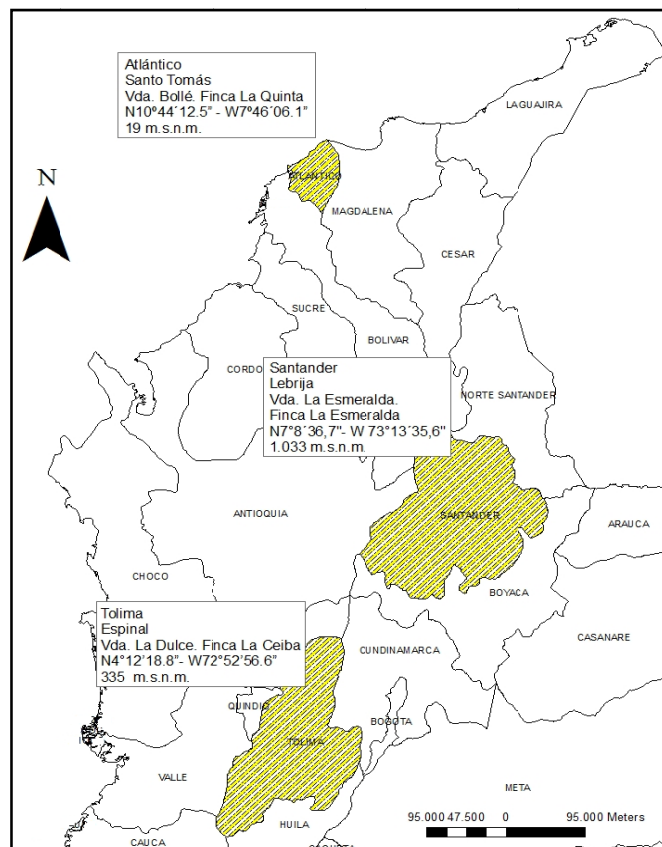 Atlántico
Santo Tomás
Vda. Bollé. Finca La Quinta
N10º44´12.5" - W7º46´06.1"
19 m.s.n.m.
LAGUAJIRA
N
ATLANTICO
MAGDALENA
CESAR
SUCRE
BOLIVAR
CORDO
Santander
Lebrija
Vda. La Esmeralda.
Finca La Esmeralda
N7°8´36,7"- W 73°13´35,6"
1.033 m.s.n.m.
NORTE SANTANDER
ANTIOQUIA
SANTANDER
ARAUCA
CHOCO
BOYACA
Tolima
Espinal
Vda. La Dulce. Finca La Ceiba
N4°12'18.8"- W72°52'56.6"
335 m.s.n.m.
CUNDINAMARCA
CASANARE
QUINDIO
BOGOTA
TOLIMA
VALLE
META
95.000 47.500 0 95.000 Meters
HUILA
CAUCA